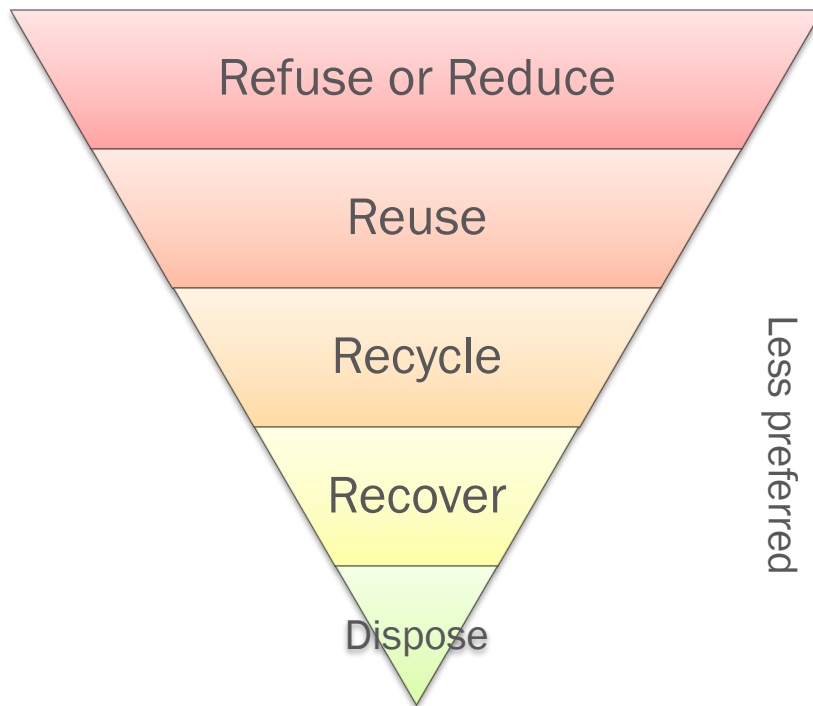 Refuse or Reduce
Reuse
Recycle
Recover
Dispose
Less preferred